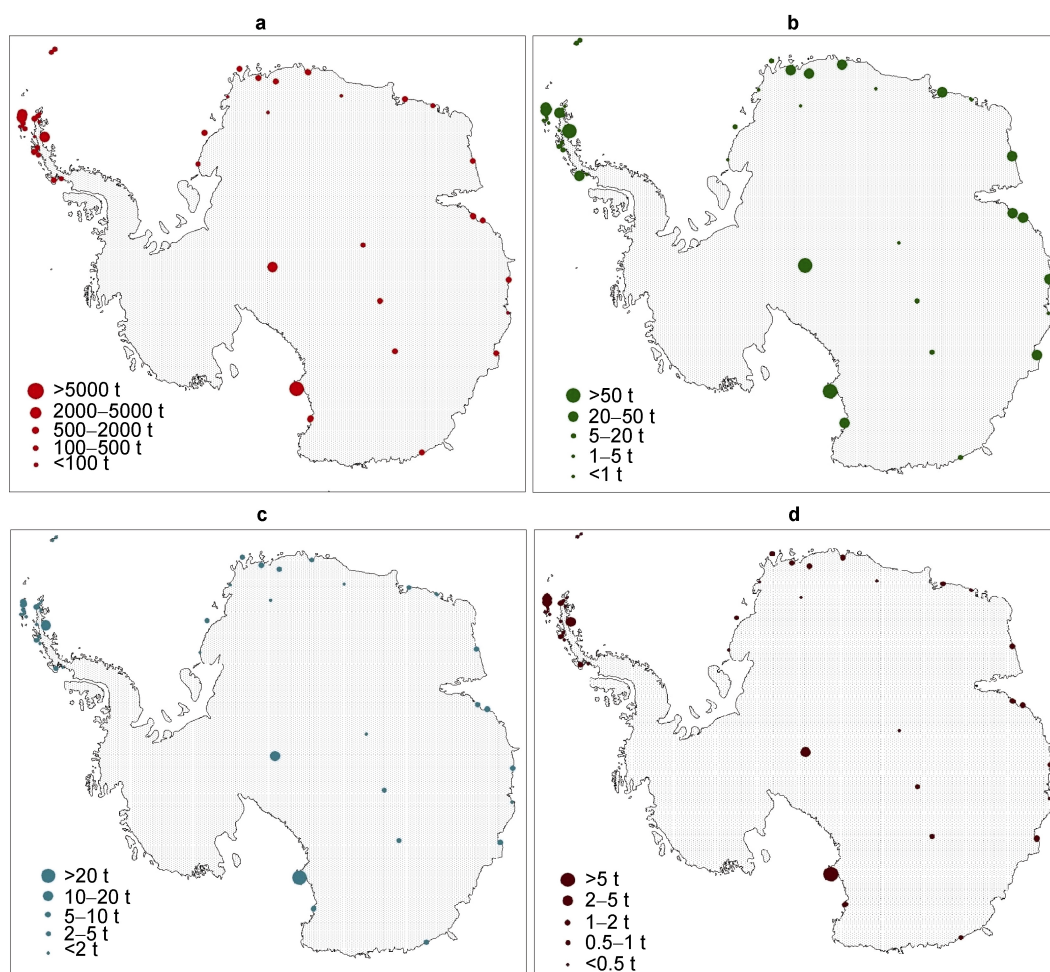 a
b
>5000 t
2000–5000 t
500–2000 t
100–500 t
<100 t
>50 t
20–50 t
5–20 t
1–5 t
<1 t
c
d
>20 t
10–20 t
5–10 t
2–5 t
<2 t
>5 t
2–5 t
1–2 t
0.5–1 t
<0.5 t